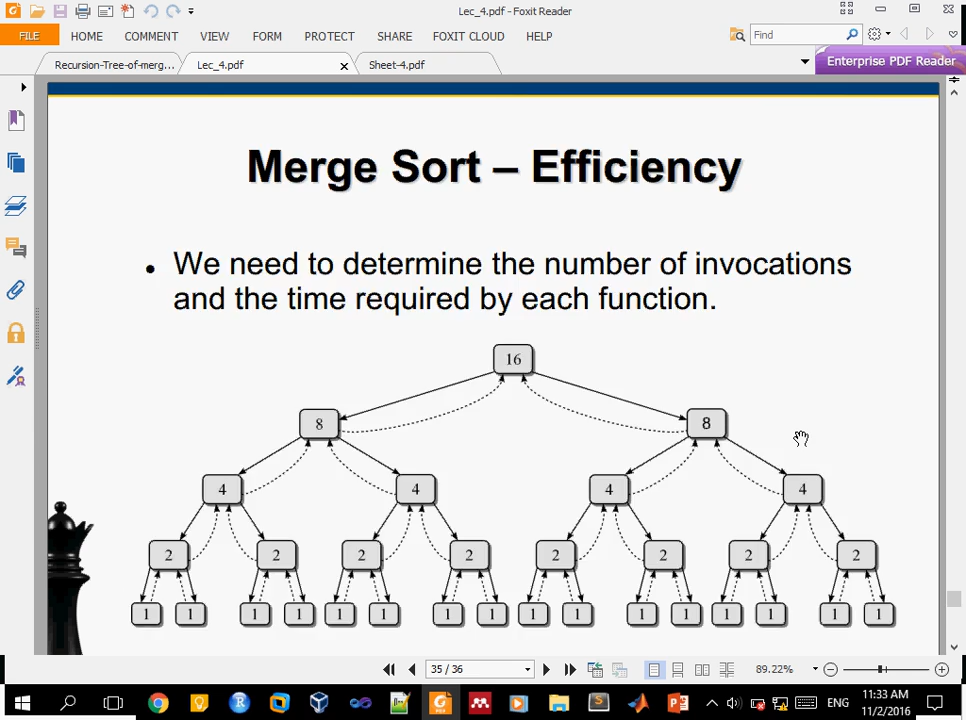 Lec_4.pdf - Foxit Reader
FILE HOME COMMENT VIEW FORM PROTECT SHARE FOXIT CLOUD HELP Find
Recursion-Tree-of-merg... Lec_4.pdf Sheet-4.pdf Enterprise PDF Reader
Merge Sort – Efficiency
• We need to determine the number of invocations
and the time required by each function.
16
8 8
4 4 4 4
2 2 2 2 2 2 2 2
1 1 1 1 1 1 1 1 1 1 1 1 1 1 1 1
35 / 36 89.22%
ENG 11:33 AM
11/2/2016